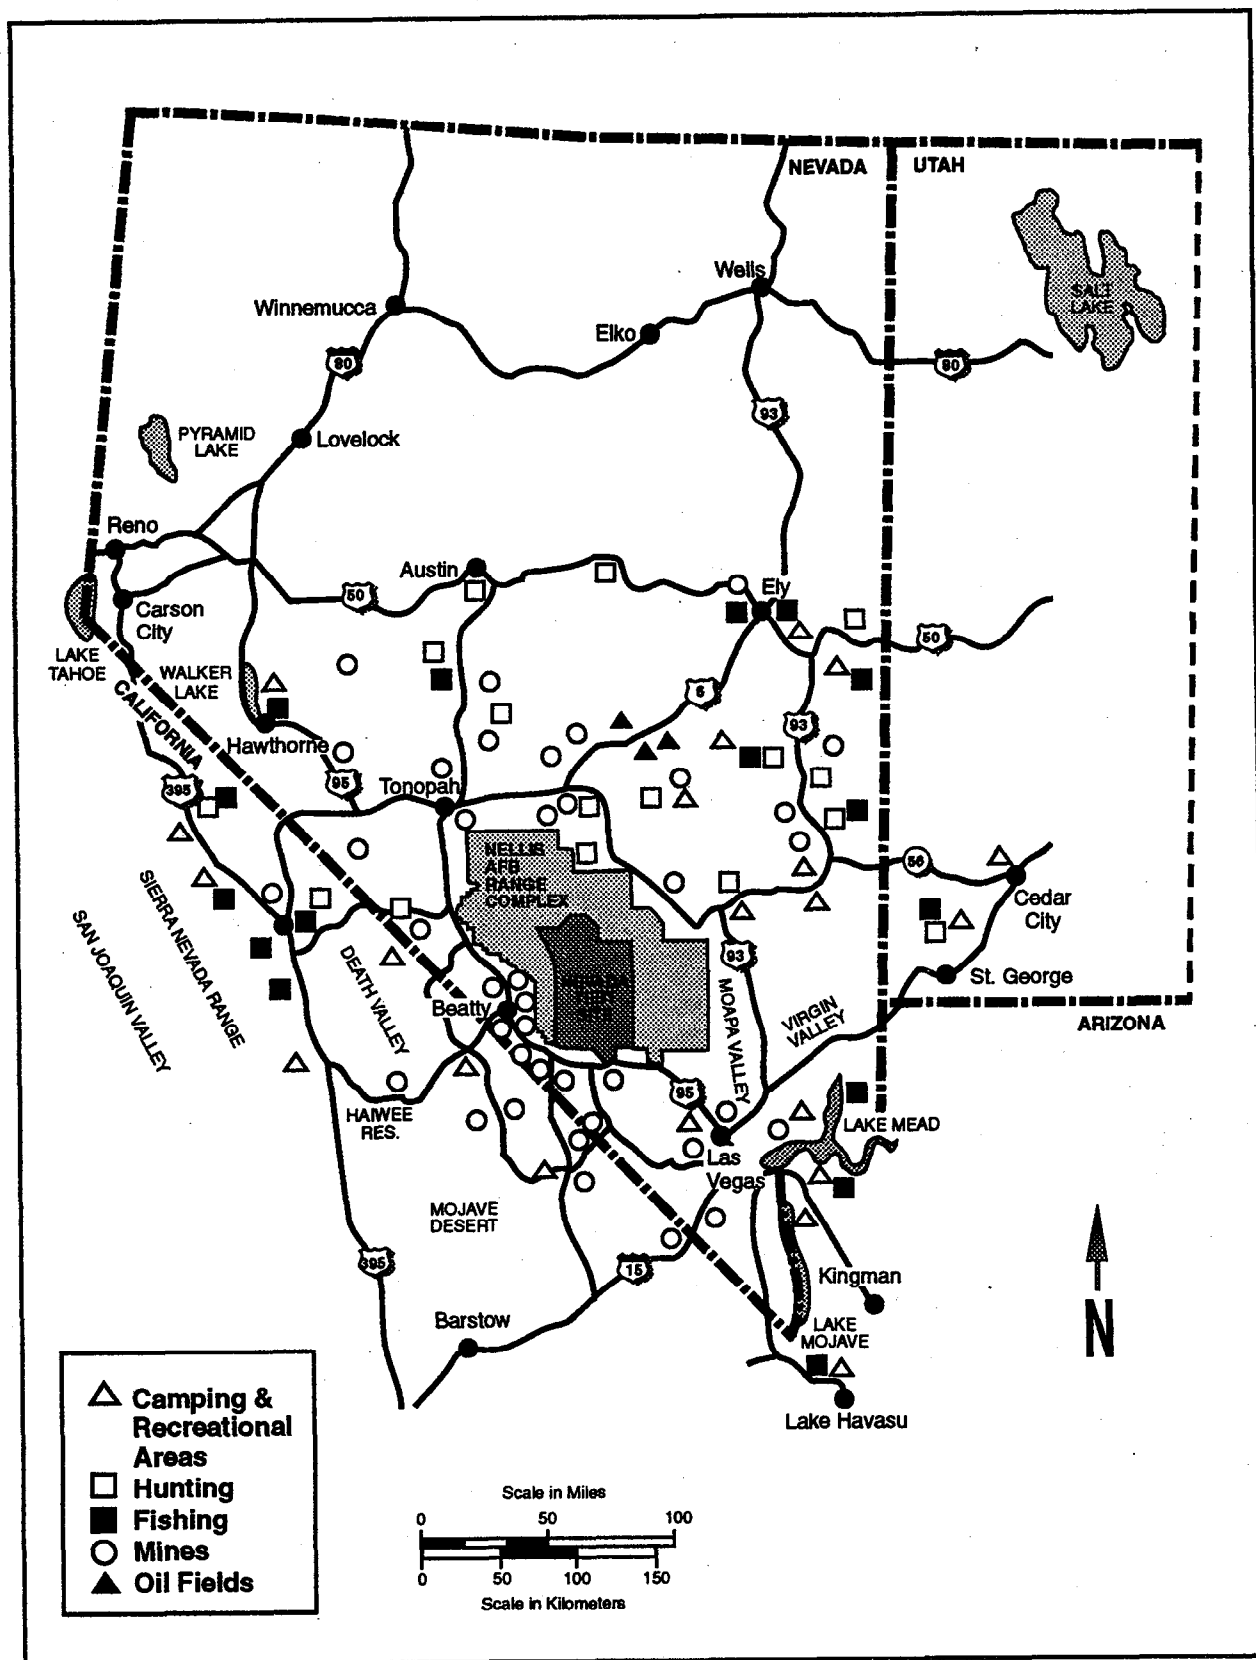 NEVADA
UTAH
Wells
SALT
LAKE
Winnemucca
Elko
80
80
93
PYRAMID
LAKE
Lovelock
Reno
Austin
Ely
50
Carson
City
50
LAKE
TAHOE
WALKER
LAKE
6
CALIFORNIA
93
Hawthorne
395
95
Tonopah
NELLIS
AFB
RANGE
COMPLEX
56
SIERRA NEVADA RANGE
SAN JOAQUIN VALLEY
Cedar
City
DEATH VALLEY
93
NEVADA
TEST
SITE
St. George
MOAPA VALLEY
VIRGIN
VALLEY
Beatty
ARIZONA
95
HAIWEE
RES.
LAKE MEAD
Las
Vegas
MOJAVE
DESERT
395
15
Kingman
Barstow
LAKE
MOJAVE
N
Lake Havasu
Camping &
Recreational
Areas
Hunting
Fishing
Mines
Oil Fields
Scale in Miles
0 50 100
0 50 100 150
Scale in Kilometers